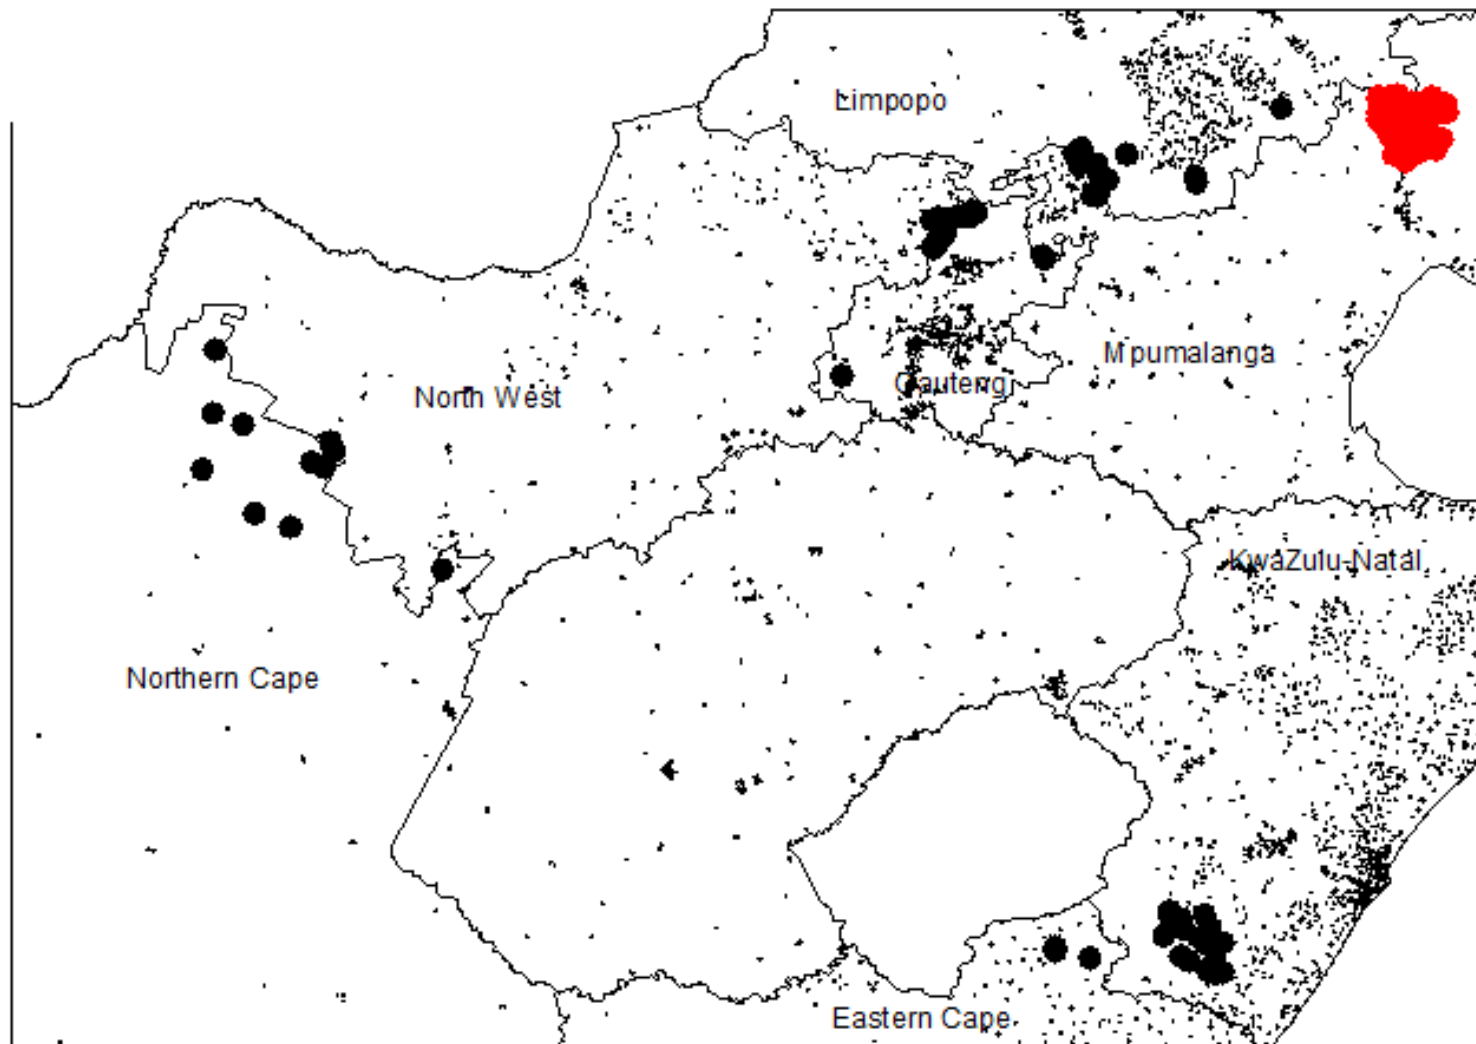 Limpopo
Mpumalanga
Gauteng
North West
KwaZulu-Natal
Northern Cape
Eastern Cape